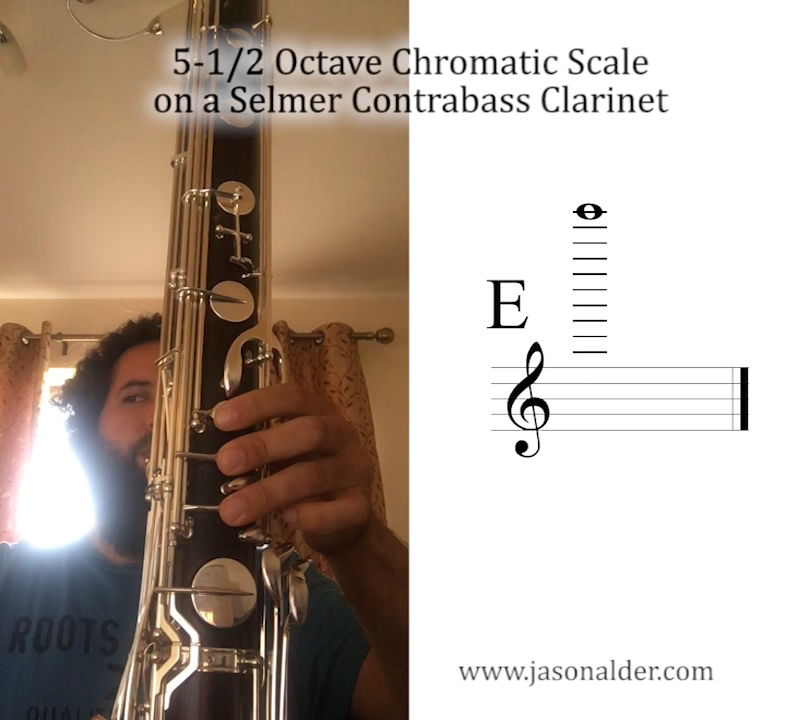 5-1/2 Octave Chromatic Scale
on a Selmer Contrabass Clarinet
E
ROOTS
www.jasonalder.com